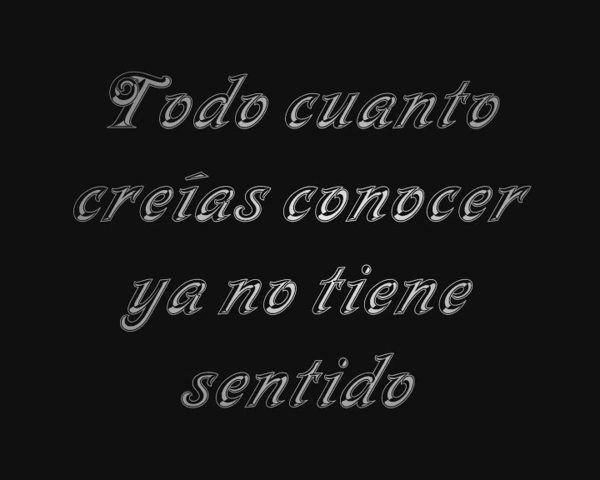 Todo cuanto
creías conocer
ya no tiene
sentido